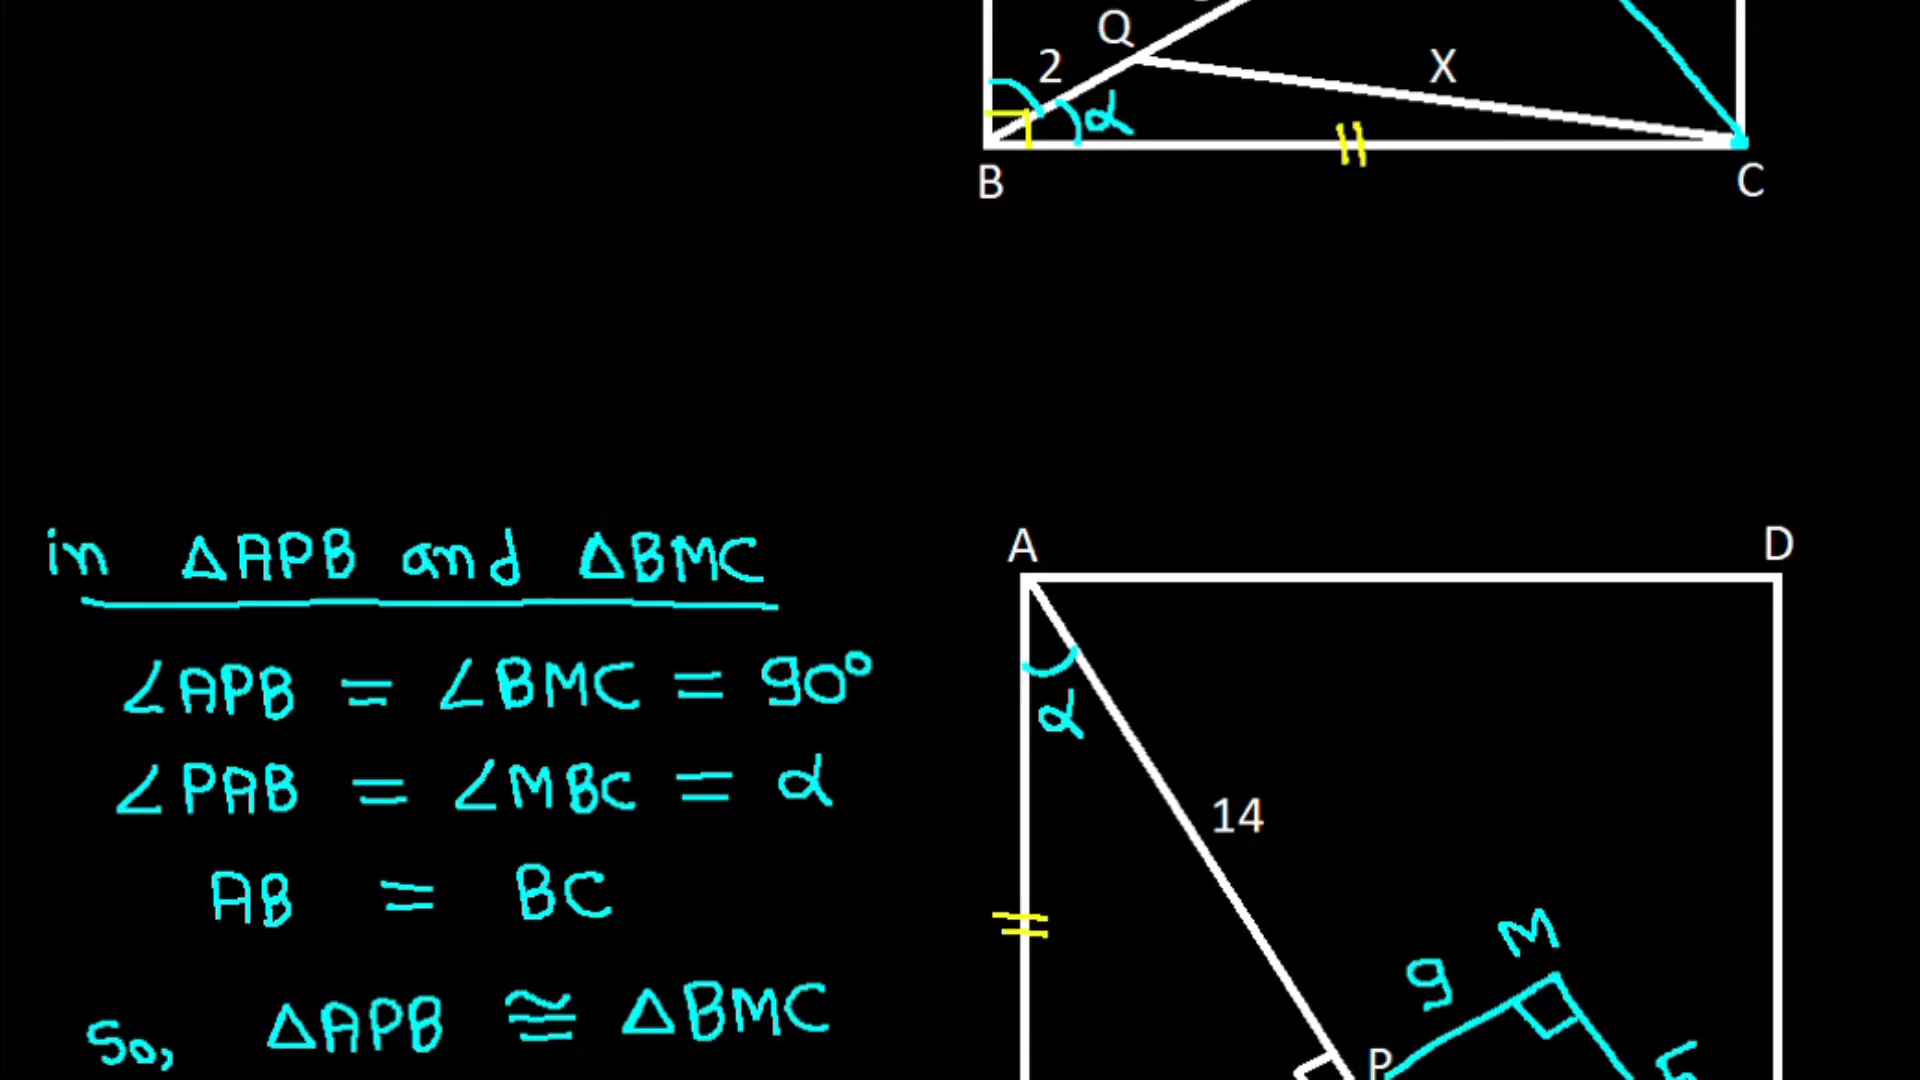 Q
2
X
α
B
C
in ΔAPB and ΔBMC
∠APB = ∠BMC = 90°
∠PAB = ∠MBC = α
AB = BC
So, ΔAPB ≅ ΔBMC
A
D
α
14
M
9
P